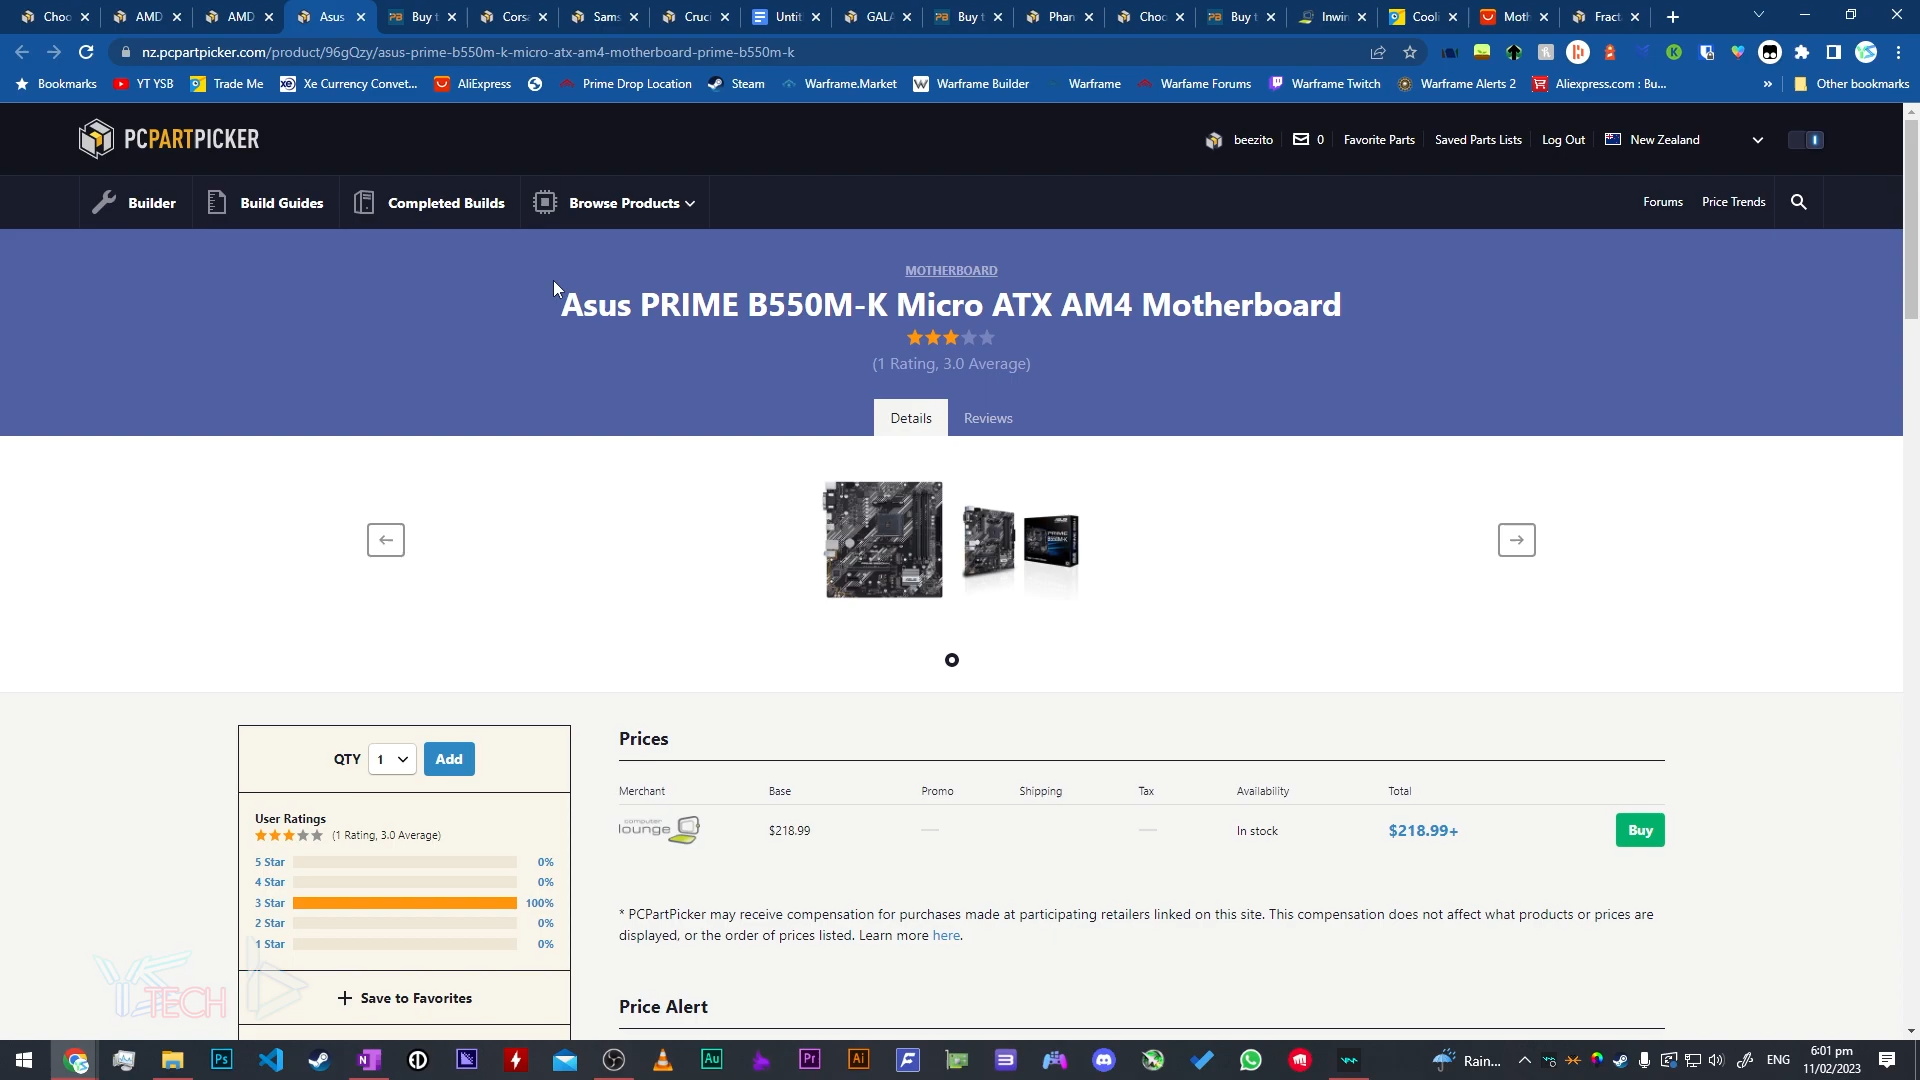 Choo
AMD
AMD
Asus
Buy t
Corsa
Sams
Cruci
Untit
GALA
Buy t
Phan
Choo
Buy t
Inwin
Cooli
Moth
Fract
nz.pcpartpicker.com/product/96gQzy/asus-prime-b550m-k-micro-atx-am4-motherboard-prime-b550m-k
Bookmarks
YT YSB
Trade Me
Xe Currency Convet...
AliExpress
Prime Drop Location
Steam
Warframe.Market
Warframe Builder
Warframe
Warfame Forums
Warframe Twitch
Warframe Alerts 2
Aliexpress.com : Bu...
Other bookmarks
PCPARTPICKER
beezito
0
Favorite Parts
Saved Parts Lists
Log Out
New Zealand
Builder
Build Guides
Completed Builds
Browse Products
Forums
Price Trends
MOTHERBOARD
Asus PRIME B550M-K Micro ATX AM4 Motherboard
(1 Rating, 3.0 Average)
Details
Reviews
QTY 1 Add
User Ratings
(1 Rating, 3.0 Average)
5 Star 0%
4 Star 0%
3 Star 100%
2 Star 0%
1 Star 0%
Save to Favorites
Prices
Merchant Base Promo Shipping Tax Availability Total
computer lounge $218.99 — — In stock $218.99+ Buy
* PCPartPicker may receive compensation for purchases made at participating retailers linked on this site. This compensation does not affect what products or prices are
displayed, or the order of prices listed. Learn more here.
Price Alert
TECH
Rain...
ENG
6:01 pm
11/02/2023